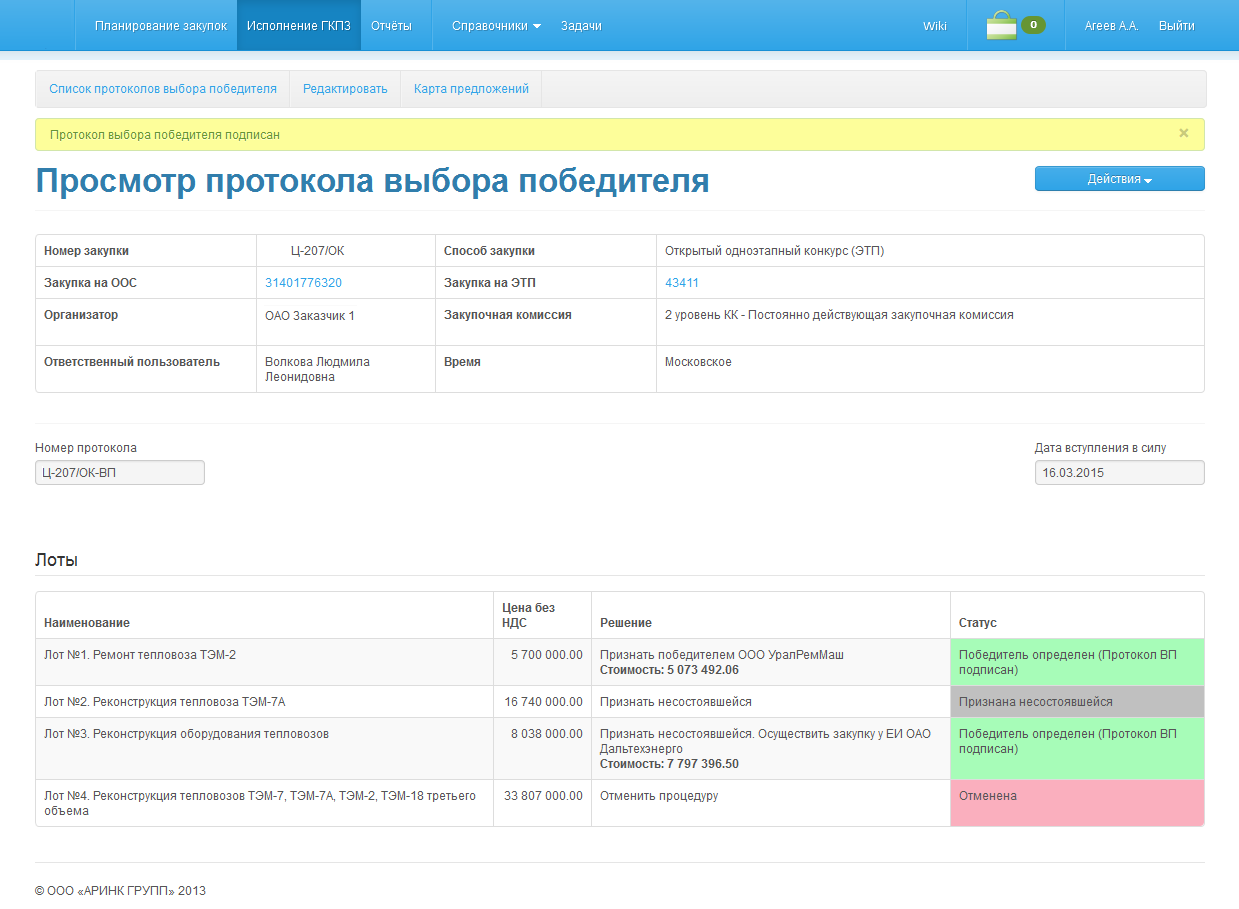 Планирование закупок Исполнение ГКПЗ Отчёты Справочники Задачи Wiki 0 Агеев А.А. Выйти
Список протоколов выбора победителя Редактировать Карта предложений
Протокол выбора победителя подписан ×
Просмотр протокола выбора победителя Действия
Номер закупки Ц-207/ОК Способ закупки Открытый одноэтапный конкурс (ЭТП)
Закупка на ООС 31401776320 Закупка на ЭТП 43411
Организатор ОАО Заказчик 1 Закупочная комиссия 2 уровень КК - Постоянно действующая закупочная комиссия
Ответственный пользователь Волкова Людмила Время Московское
Леонидовна
Номер протокола Дата вступления в силу
Ц-207/ОК-ВП 16.03.2015
Лоты
Цена без
Наименование НДС Решение Статус
Лот №1. Ремонт тепловоза ТЭМ-2 5 700 000.00 Признать победителем ООО УралРемМаш Победитель определен (Протокол ВП
Стоимость: 5 073 492.06 подписан)
Лот №2. Реконструкция тепловоза ТЭМ-7А 16 740 000.00 Признать несостоявшейся Признана несостоявшейся
Лот №3. Реконструкция оборудования тепловозов 8 038 000.00 Признать несостоявшейся. Осуществить закупку у ЕИ ОАО Победитель определен (Протокол ВП
Дальтехэнерго подписан)
Стоимость: 7 797 396.50
Лот №4. Реконструкция тепловозов ТЭМ-7, ТЭМ-7А, ТЭМ-2, ТЭМ-18 третьего 33 807 000.00 Отменить процедуру Отменена
объема
© ООО «АРИНК ГРУПП» 2013